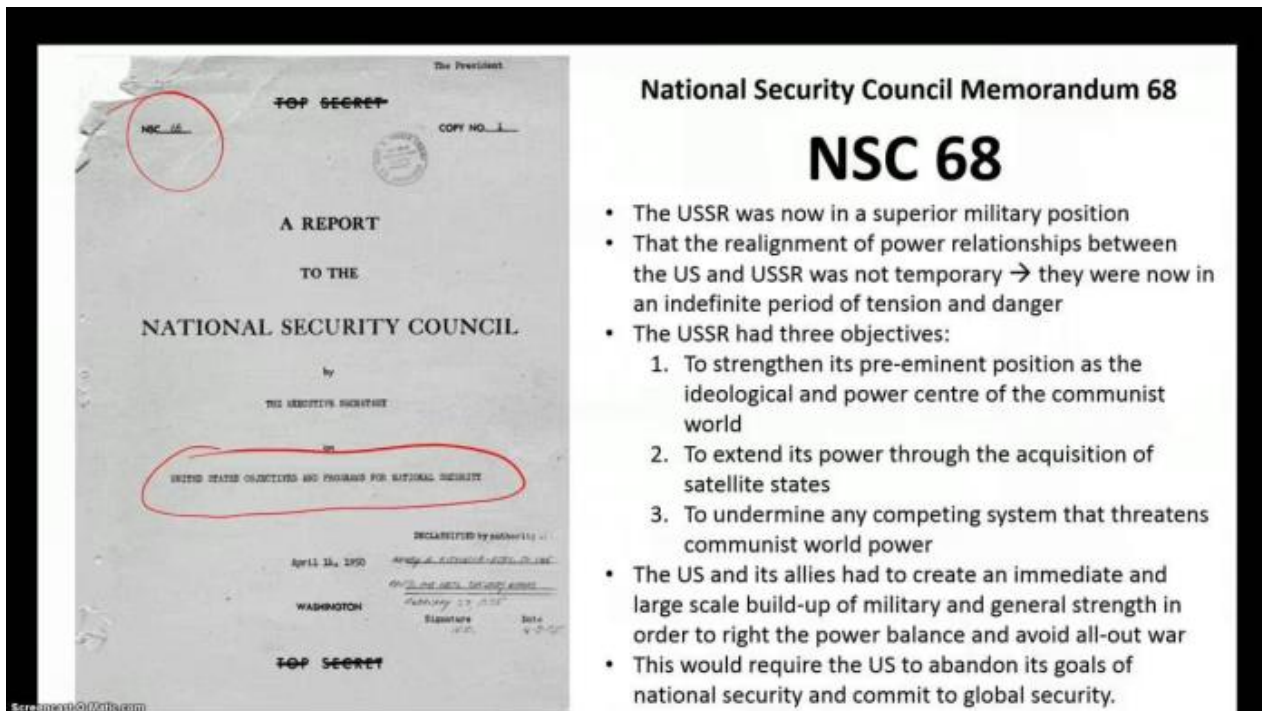 The President
TOP SECRET
NSC 68
COPY NO. 1
A REPORT
TO THE
NATIONAL SECURITY COUNCIL
by
THE EXECUTIVE SECRETARY
on
UNITED STATES OBJECTIVES AND PROGRAMS FOR NATIONAL SECURITY
DECLASSIFIED by authority
April 14, 1950
WASHINGTON
Signature Date
TOP SECRET
National Security Council Memorandum 68
NSC 68
• The USSR was now in a superior military position
• That the realignment of power relationships between
the US and USSR was not temporary → they were now in
an indefinite period of tension and danger
• The USSR had three objectives:
1. To strengthen its pre-eminent position as the
ideological and power centre of the communist
world
2. To extend its power through the acquisition of
satellite states
3. To undermine any competing system that threatens
communist world power
• The US and its allies had to create an immediate and
large scale build-up of military and general strength in
order to right the power balance and avoid all-out war
• This would require the US to abandon its goals of
national security and commit to global security.
Screencast-O-Matic.com